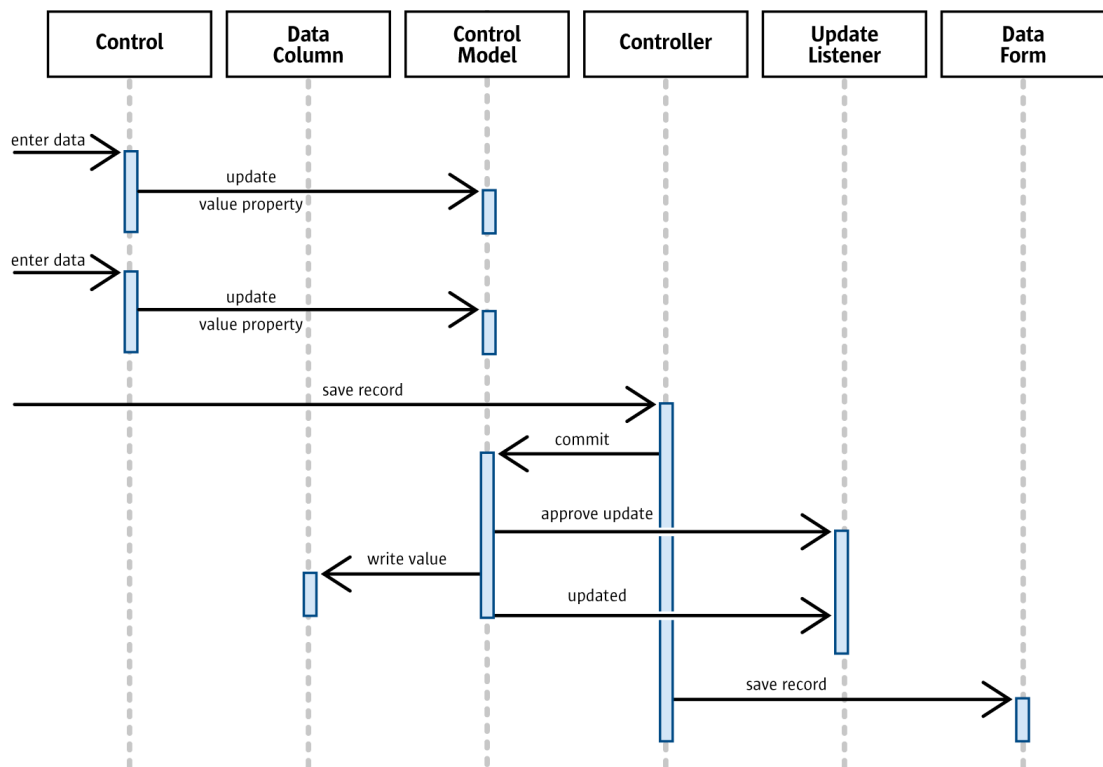 Control
Data
Column
Control
Model
Controller
Update
Listener
Data
Form
enter data
update
value property
enter data
update
value property
save record
commit
approve update
write value
updated
save record